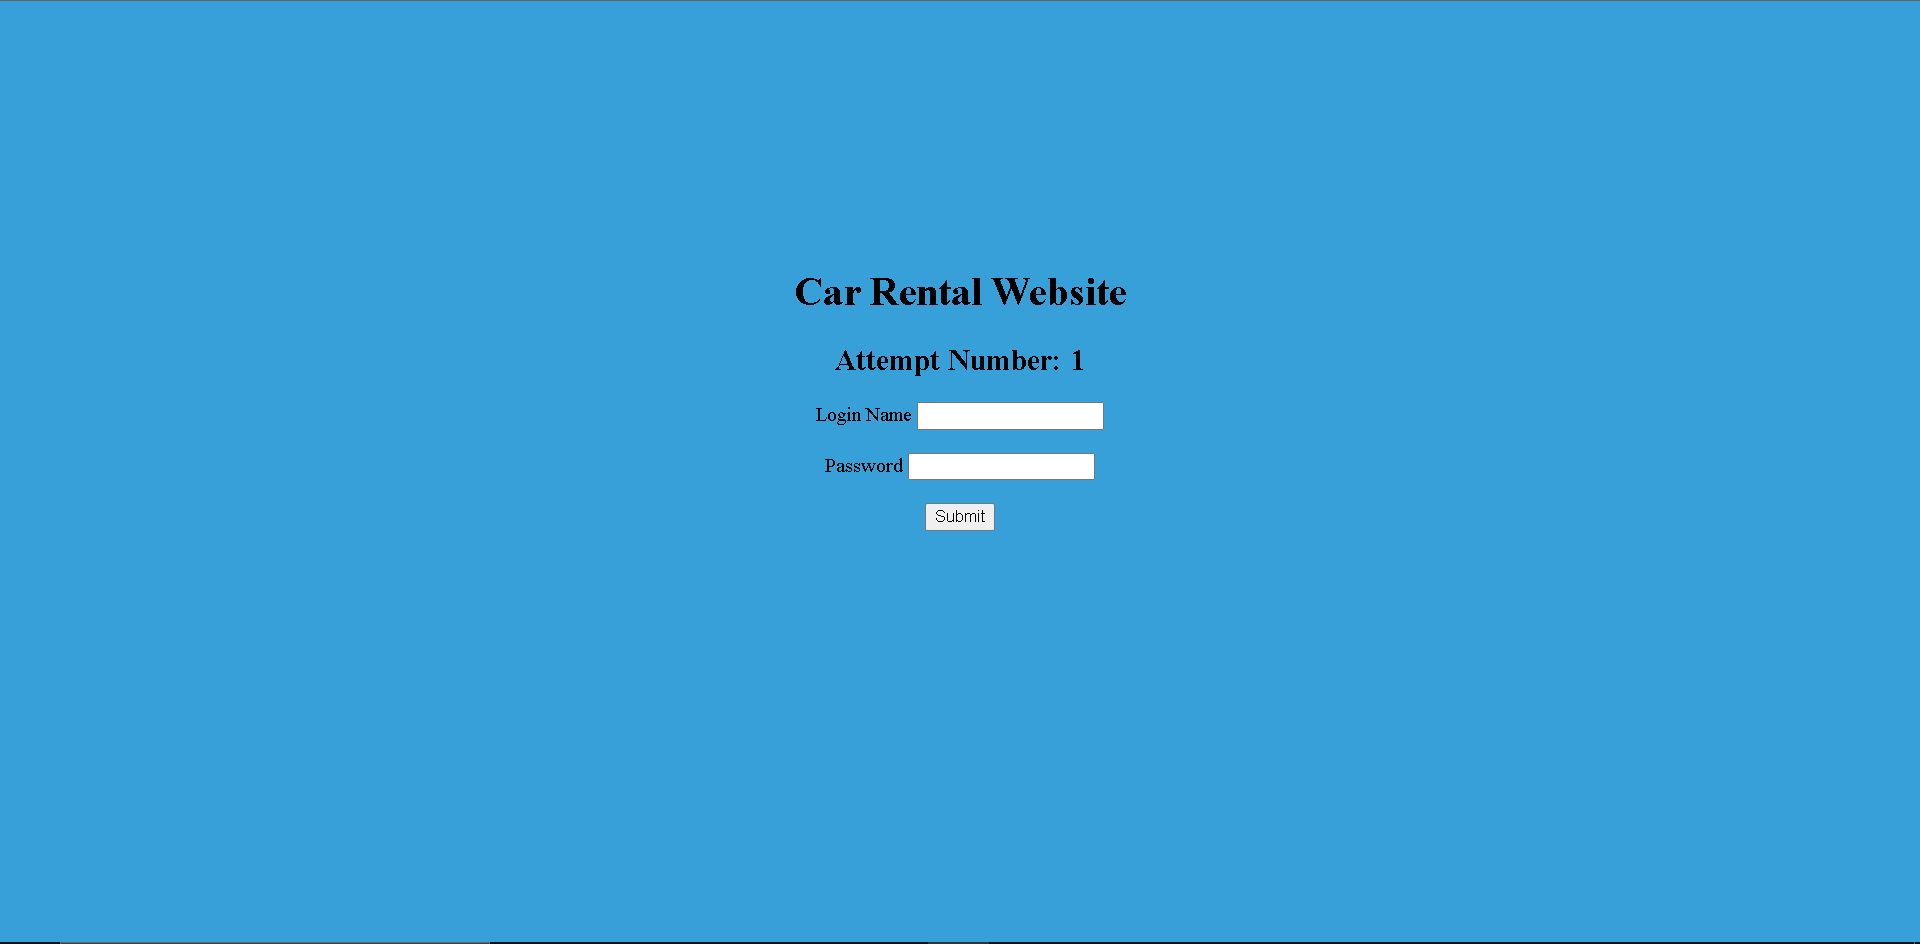 Car Rental Website
Attempt Number: 1
Login Name
Password
Submit